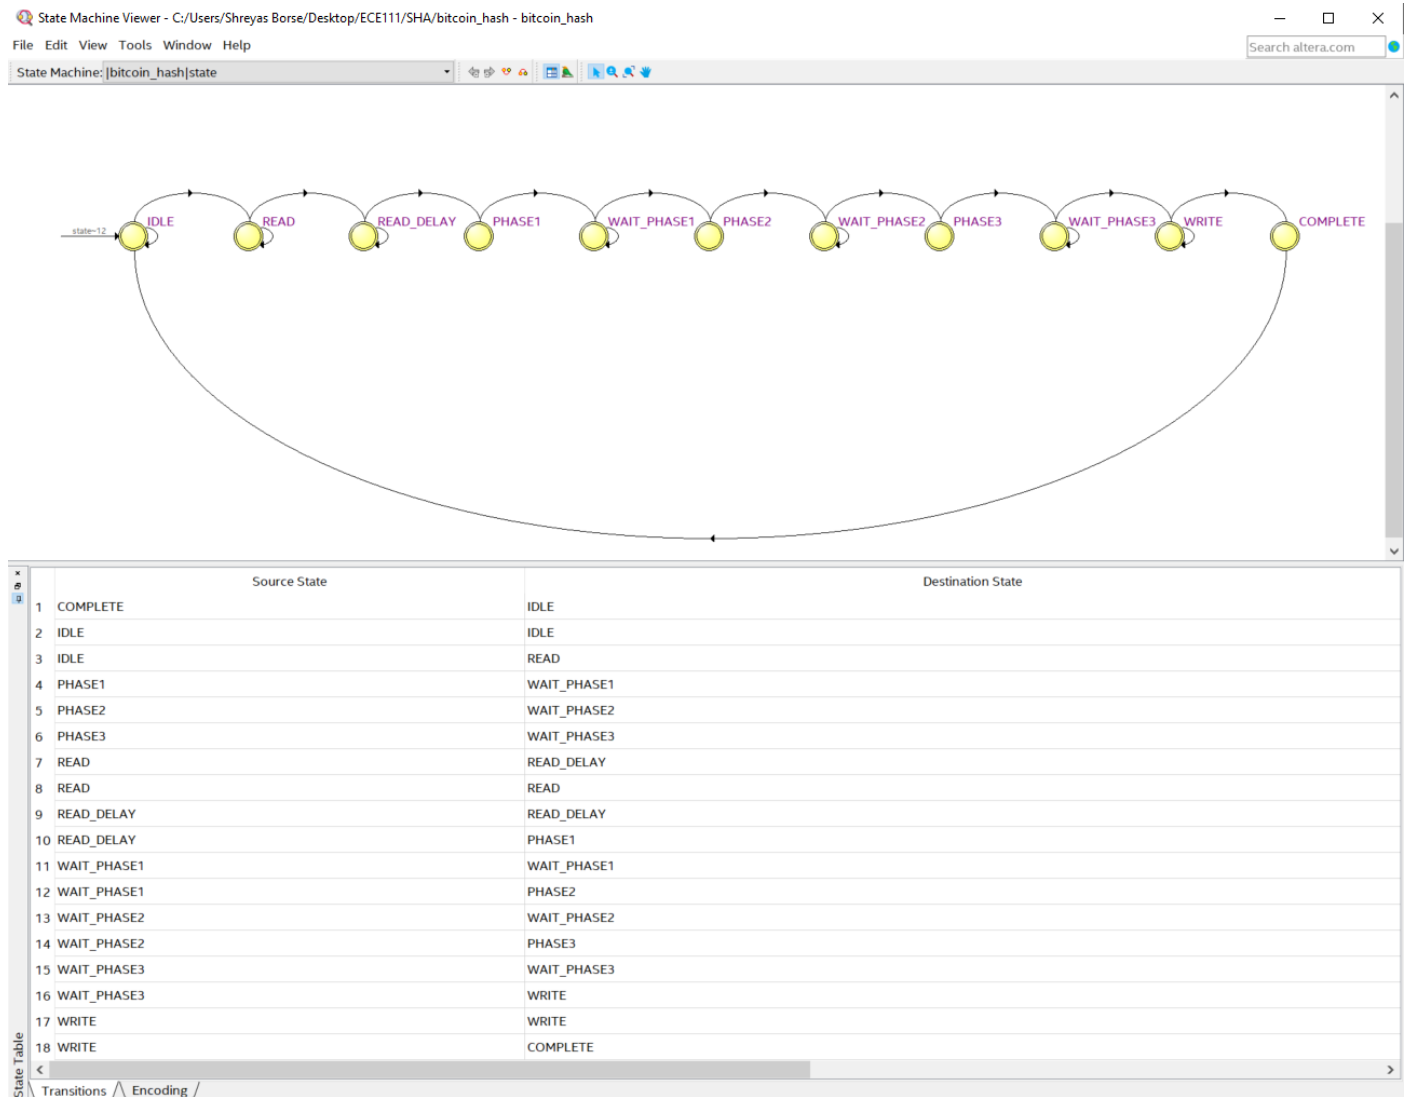 State Machine Viewer - C:/Users/Shreyas Borse/Desktop/ECE111/SHA/bitcoin_hash - bitcoin_hash
File Edit View Tools Window Help
Search altera.com
State Machine: |bitcoin_hash|state
state~12
IDLE READ READ_DELAY PHASE1 WAIT_PHASE1 PHASE2 WAIT_PHASE2 PHASE3 WAIT_PHASE3 WRITE COMPLETE
Source State Destination State
1 COMPLETE IDLE
2 IDLE IDLE
3 IDLE READ
4 PHASE1 WAIT_PHASE1
5 PHASE2 WAIT_PHASE2
6 PHASE3 WAIT_PHASE3
7 READ READ_DELAY
8 READ READ
9 READ_DELAY READ_DELAY
10 READ_DELAY PHASE1
11 WAIT_PHASE1 WAIT_PHASE1
12 WAIT_PHASE1 PHASE2
13 WAIT_PHASE2 WAIT_PHASE2
14 WAIT_PHASE2 PHASE3
15 WAIT_PHASE3 WAIT_PHASE3
16 WAIT_PHASE3 WRITE
17 WRITE WRITE
18 WRITE COMPLETE
State Table
Transitions Encoding